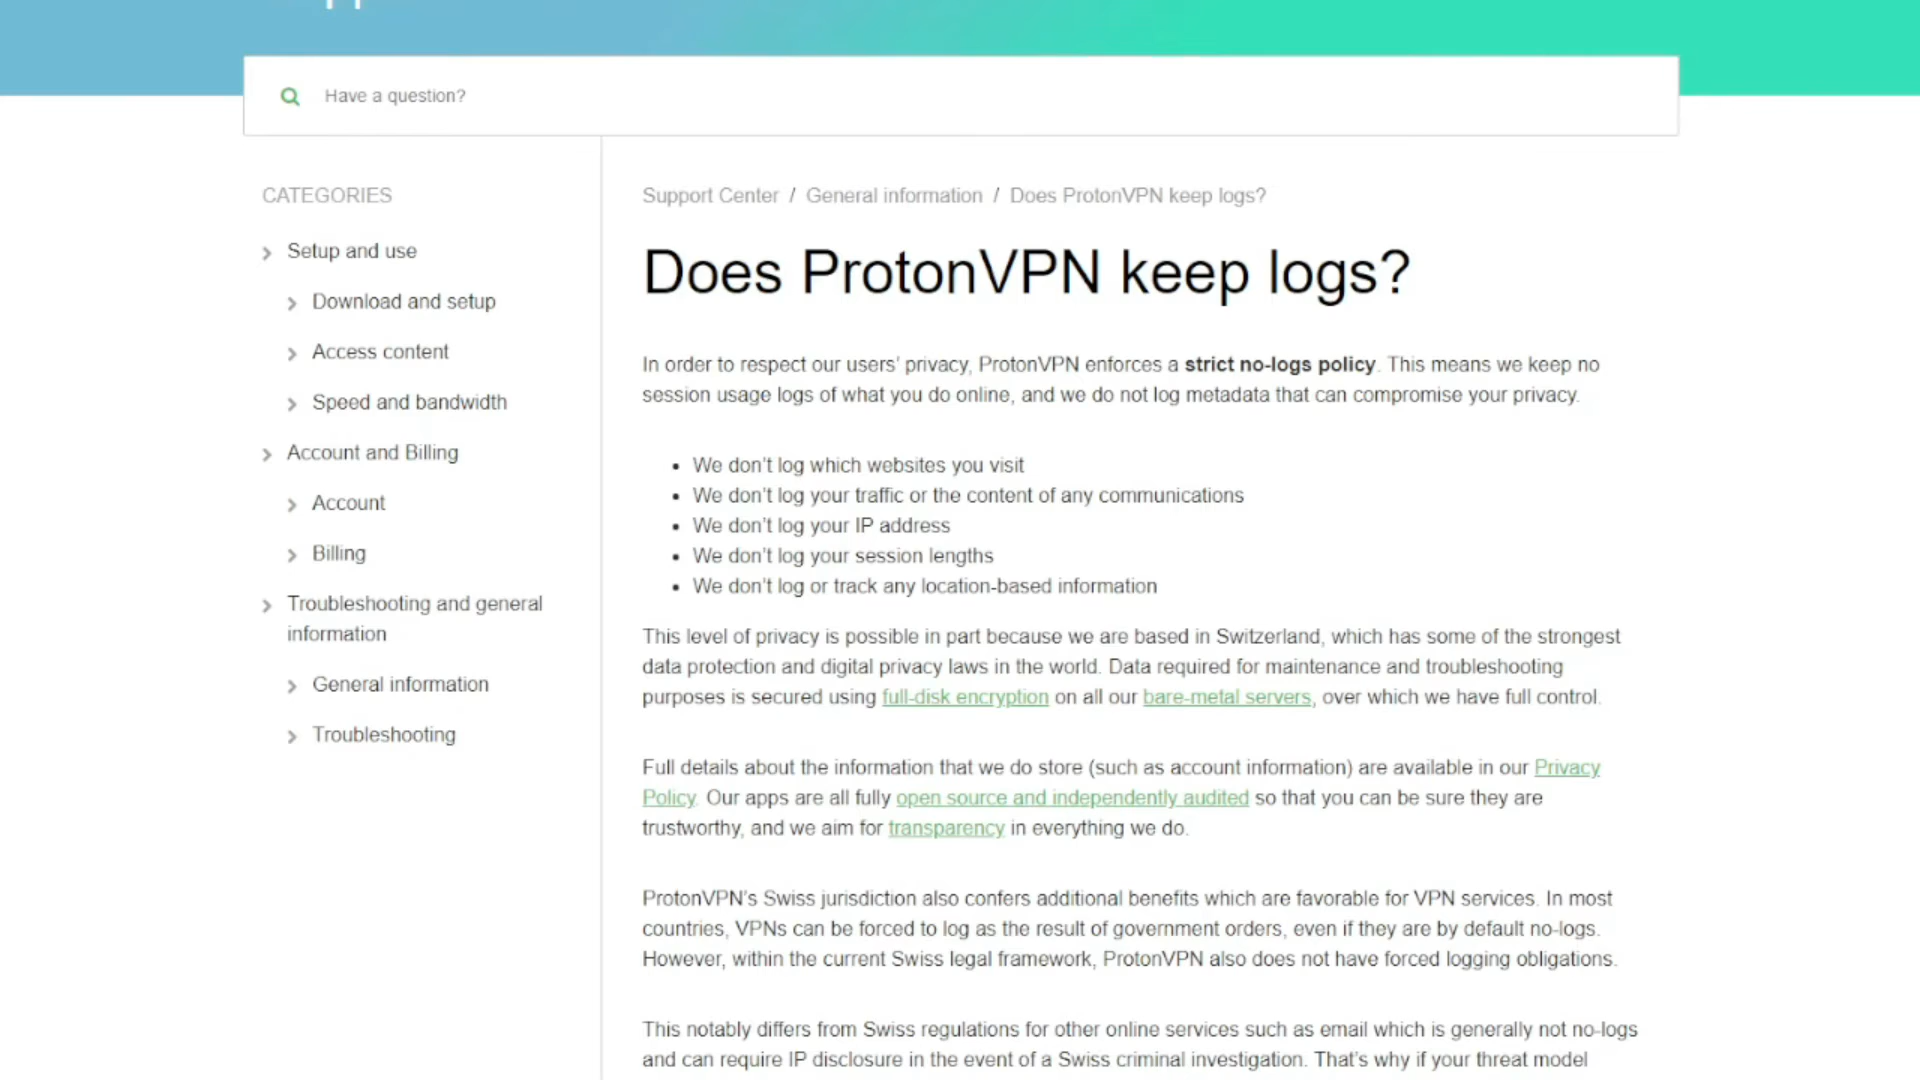 Have a question?
CATEGORIES
Setup and use
Download and setup
Access content
Speed and bandwidth
Account and Billing
Account
Billing
Troubleshooting and general
information
General information
Troubleshooting
Support Center / General information / Does ProtonVPN keep logs?
Does ProtonVPN keep logs?
In order to respect our users' privacy, ProtonVPN enforces a strict no-logs policy. This means we keep no
session usage logs of what you do online, and we do not log metadata that can compromise your privacy.
• We don't log which websites you visit
• We don't log your traffic or the content of any communications
• We don't log your IP address
• We don't log your session lengths
• We don't log or track any location-based information
This level of privacy is possible in part because we are based in Switzerland, which has some of the strongest
data protection and digital privacy laws in the world. Data required for maintenance and troubleshooting
purposes is secured using full-disk encryption on all our bare-metal servers, over which we have full control.
Full details about the information that we do store (such as account information) are available in our Privacy
Policy. Our apps are all fully open source and independently audited so that you can be sure they are
trustworthy, and we aim for transparency in everything we do.
ProtonVPN's Swiss jurisdiction also confers additional benefits which are favorable for VPN services. In most
countries, VPNs can be forced to log as the result of government orders, even if they are by default no-logs.
However, within the current Swiss legal framework, ProtonVPN also does not have forced logging obligations.
This notably differs from Swiss regulations for other online services such as email which is generally not no-logs
and can require IP disclosure in the event of a Swiss criminal investigation. That's why if your threat model